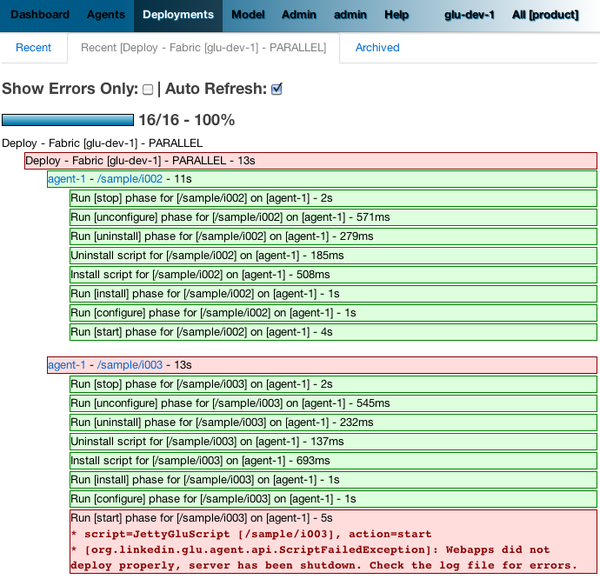 Dashboard Agents Deployments Model Admin admin Help glu-dev-1 All [product]
Recent Recent [Deploy - Fabric [glu-dev-1] - PARALLEL] Archived
Show Errors Only: | Auto Refresh:
16/16 - 100%
Deploy - Fabric [glu-dev-1] - PARALLEL
Deploy - Fabric [glu-dev-1] - PARALLEL - 13s
agent-1 - /sample/i002 - 11s
Run [stop] phase for [/sample/i002] on [agent-1] - 2s
Run [unconfigure] phase for [/sample/i002] on [agent-1] - 571ms
Run [uninstall] phase for [/sample/i002] on [agent-1] - 279ms
Uninstall script for [/sample/i002] on [agent-1] - 185ms
Install script for [/sample/i002] on [agent-1] - 508ms
Run [install] phase for [/sample/i002] on [agent-1] - 1s
Run [configure] phase for [/sample/i002] on [agent-1] - 1s
Run [start] phase for [/sample/i002] on [agent-1] - 4s
agent-1 - /sample/i003 - 13s
Run [stop] phase for [/sample/i003] on [agent-1] - 2s
Run [unconfigure] phase for [/sample/i003] on [agent-1] - 545ms
Run [uninstall] phase for [/sample/i003] on [agent-1] - 232ms
Uninstall script for [/sample/i003] on [agent-1] - 137ms
Install script for [/sample/i003] on [agent-1] - 693ms
Run [install] phase for [/sample/i003] on [agent-1] - 1s
Run [configure] phase for [/sample/i003] on [agent-1] - 1s
Run [start] phase for [/sample/i003] on [agent-1] - 5s
* script=JettyGluScript [/sample/i003], action=start
* [org.linkedin.glu.agent.api.ScriptFailedException]: Webapps did not
deploy properly, server has been shutdown. Check the log file for errors.